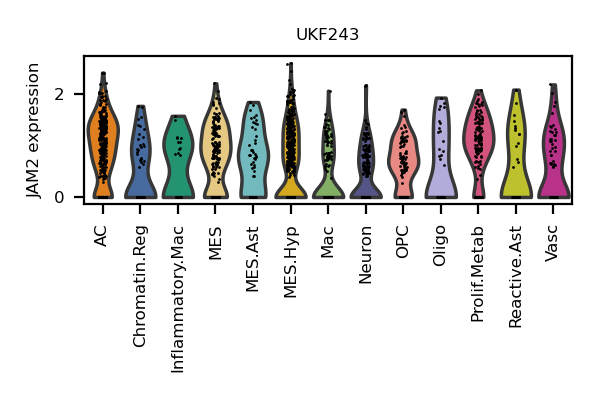 UKF243
JAM2 expression
2
0
AC
Chromatin.Reg
Inflammatory.Mac
MES
MES.Ast
MES.Hyp
Mac
Neuron
OPC
Oligo
Prolif.Metab
Reactive.Ast
Vasc